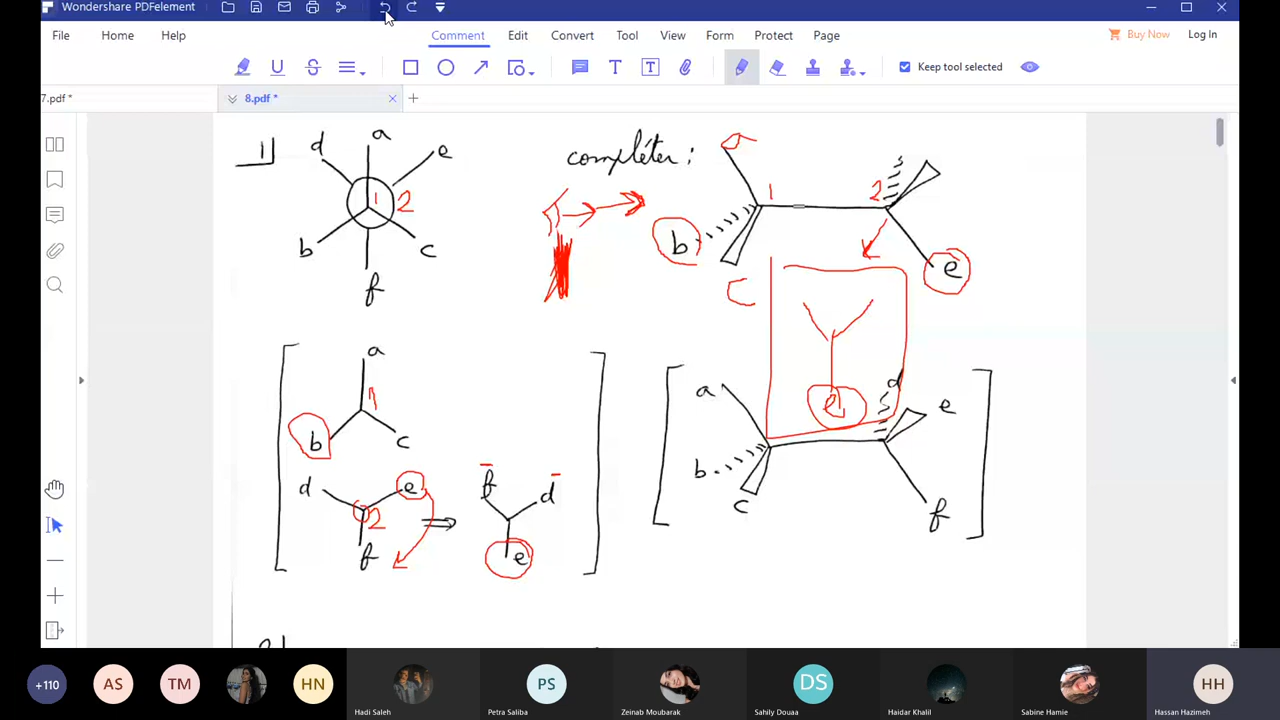 Wondershare PDFelement
File Home Help Comment Edit Convert Tool View Form Protect Page Buy Now Log In
T T Keep tool selected
7.pdf * 8.pdf *
1) d a e 1 2 b c f
compléter: a 1 2 b c e
a 1 b c
d e 2 f ⇒ f d e
e
a b c d e f
+110 AS TM HN PS DS HH
Hadi Saleh Petra Saliba Zeinab Moubarak Sahily Douaa Haidar Khalil Sabine Hamie Hassan Hazimeh